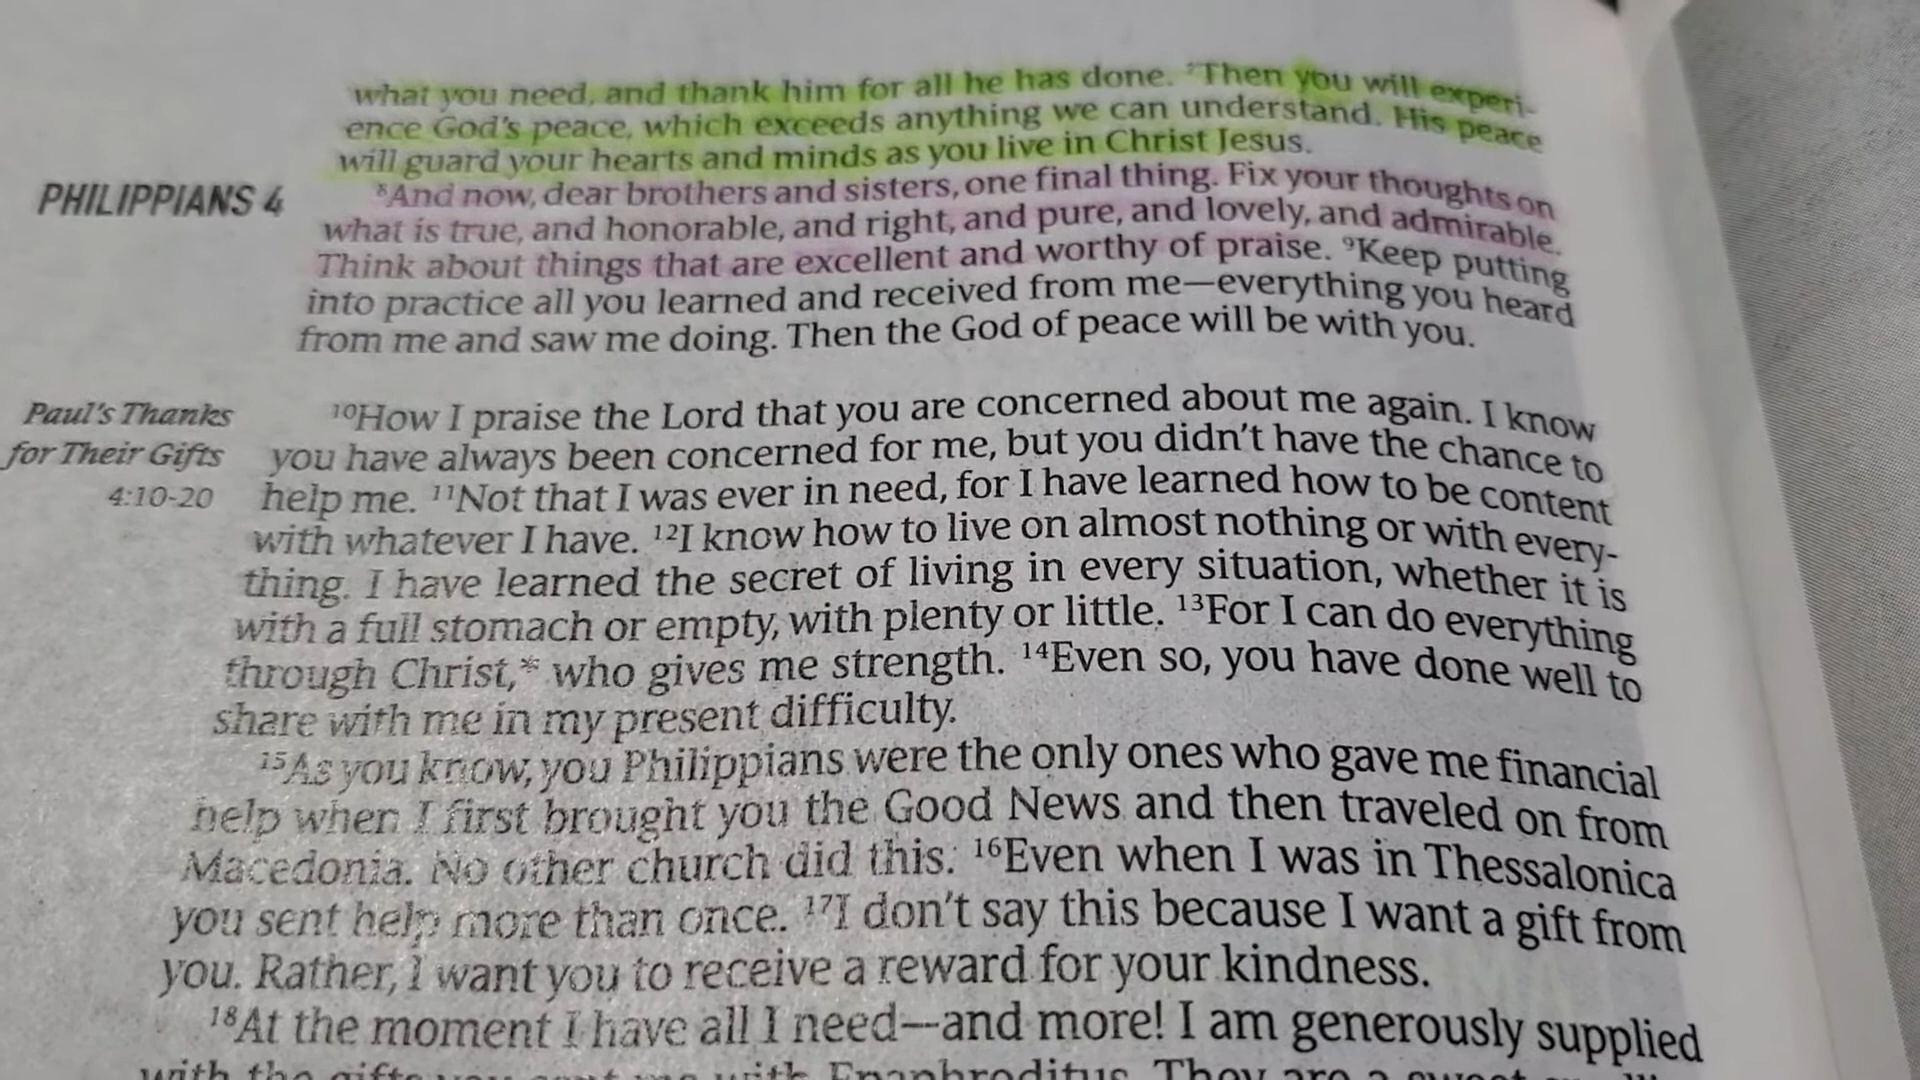 what you need, and thank him for all he has done. ⁷Then you will experi-
ence God's peace, which exceeds anything we can understand. His peace
will guard your hearts and minds as you live in Christ Jesus.
PHILIPPIANS 4
⁸And now, dear brothers and sisters, one final thing. Fix your thoughts on
what is true, and honorable, and right, and pure, and lovely, and admirable.
Think about things that are excellent and worthy of praise. ⁹Keep putting
into practice all you learned and received from me—everything you heard
from me and saw me doing. Then the God of peace will be with you.
Paul's Thanks
for Their Gifts
4:10-20
¹⁰How I praise the Lord that you are concerned about me again. I know
you have always been concerned for me, but you didn't have the chance to
help me. ¹¹Not that I was ever in need, for I have learned how to be content
with whatever I have. ¹²I know how to live on almost nothing or with every-
thing. I have learned the secret of living in every situation, whether it is
with a full stomach or empty, with plenty or little. ¹³For I can do everything
through Christ,* who gives me strength. ¹⁴Even so, you have done well to
share with me in my present difficulty.
¹⁵As you know, you Philippians were the only ones who gave me financial
help when I first brought you the Good News and then traveled on from
Macedonia. No other church did this. ¹⁶Even when I was in Thessalonica
you sent help more than once. ¹⁷I don't say this because I want a gift from
you. Rather, I want you to receive a reward for your kindness.
¹⁸At the moment I have all I need—and more! I am generously supplied
with the gifts you sent me with Epaphroditus. They are a sweet